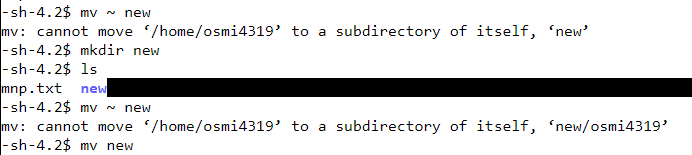 -sh-4.2$ mv ~ new
mv: cannot move ‘/home/osmi4319’ to a subdirectory of itself, ‘new’
-sh-4.2$ mkdir new
-sh-4.2$ ls
mnp.txt  new
-sh-4.2$ mv ~ new
mv: cannot move ‘/home/osmi4319’ to a subdirectory of itself, ‘new/osmi4319’
-sh-4.2$ mv new